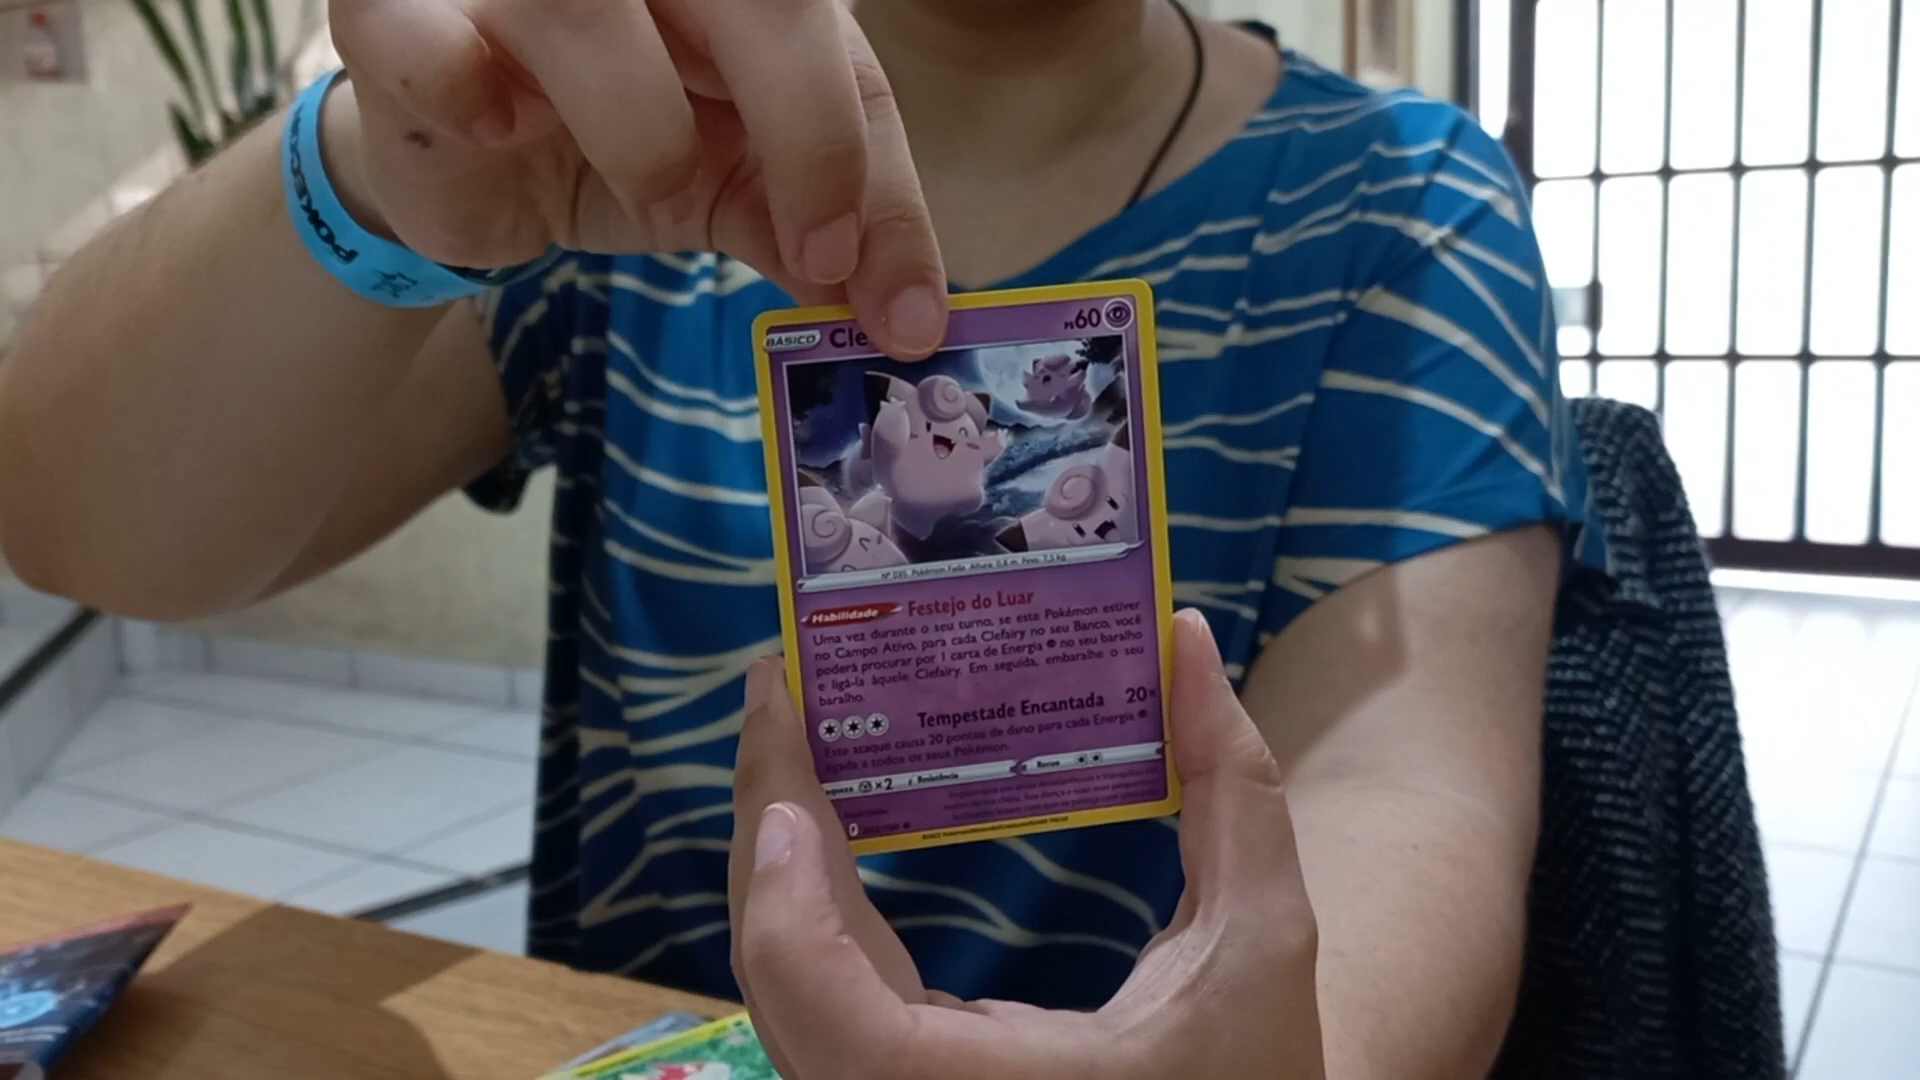 POKÉMON
BÁSICO Cle PS60
Nº 035 Pokémon Fada. Altura: 0,6 m. Peso: 7,5 kg
Habilidade Festejo do Luar
Uma vez durante o seu turno, se este Pokémon estiver
no Campo Ativo, para cada Clefairy no seu Banco, você
poderá procurar por 1 carta de Energia no seu baralho
e ligá-la àquele Clefairy. Em seguida, embaralhe o seu
baralho.
Tempestade Encantada 20×
Este ataque causa 20 pontos de dano para cada Energia
ligada a todos os seus Pokémon.
×2 Resistência Recuo